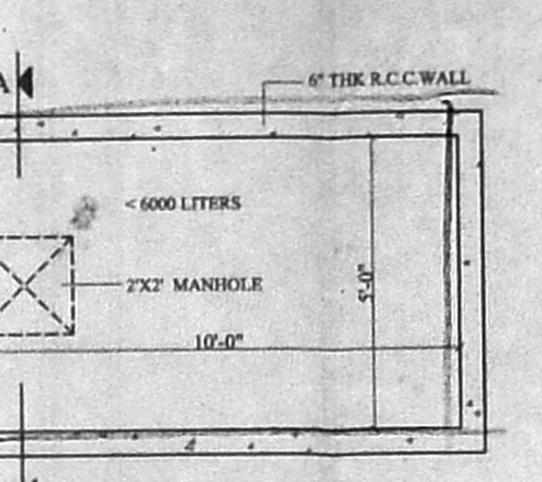 A
6" THK R.C.C.WALL
< 6000 LITERS
2'X2' MANHOLE
5'-0"
10'-0"